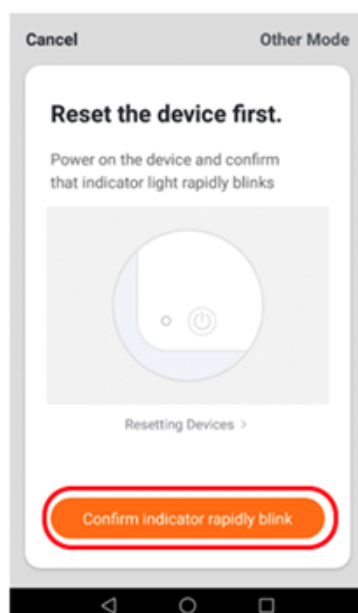 Cancel
Other Mode
Reset the device first.
Power on the device and confirm
that indicator light rapidly blinks
Resetting Devices >
Confirm indicator rapidly blink